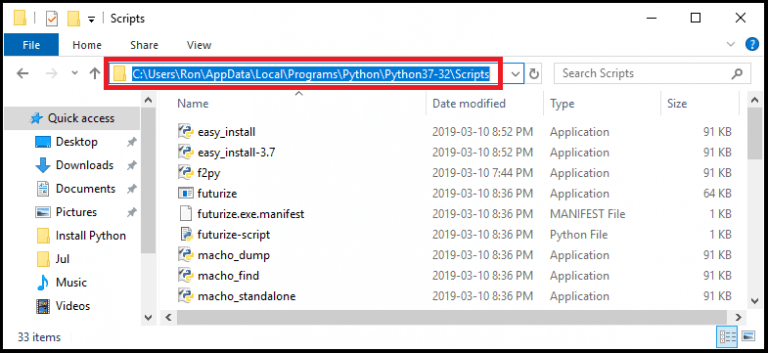 Scripts
File Home Share View
C:\Users\Ron\AppData\Local\Programs\Python\Python37-32\Scripts Search Scripts
Name Date modified Type Size
Quick access
Desktop
Downloads
Documents
Pictures
Install Python
Jul
Music
Videos
easy_install 2019-03-10 8:52 PM Application 91 KB
easy_install-3.7 2019-03-10 8:52 PM Application 91 KB
f2py 2019-03-10 7:44 PM Application 91 KB
futurize 2019-03-10 8:36 PM Application 64 KB
futurize.exe.manifest 2019-03-10 8:36 PM MANIFEST File 1 KB
futurize-script 2019-03-10 8:36 PM Python File 1 KB
macho_dump 2019-03-10 8:36 PM Application 91 KB
macho_find 2019-03-10 8:36 PM Application 91 KB
macho_standalone 2019-03-10 8:36 PM Application 91 KB
33 items